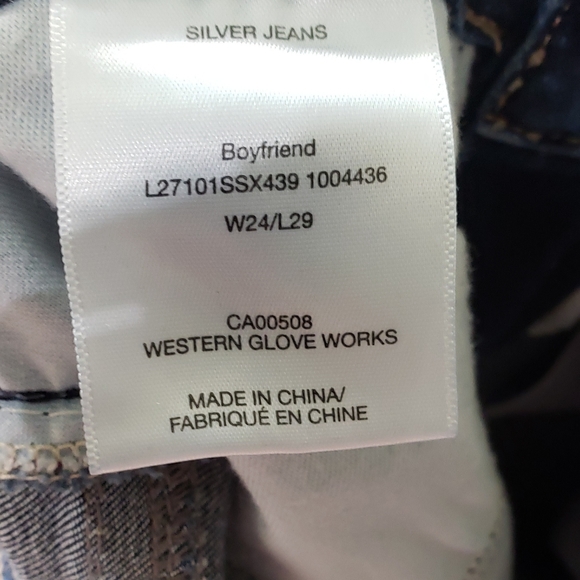 SILVER JEANS
Boyfriend
L27101SSX439 1004436
W24/L29
CA00508
WESTERN GLOVE WORKS
MADE IN CHINA/
FABRIQUÉ EN CHINE